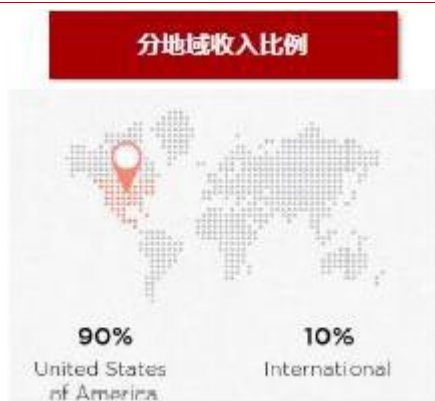 分地域收入比例
90%
10%
United States
of America
International